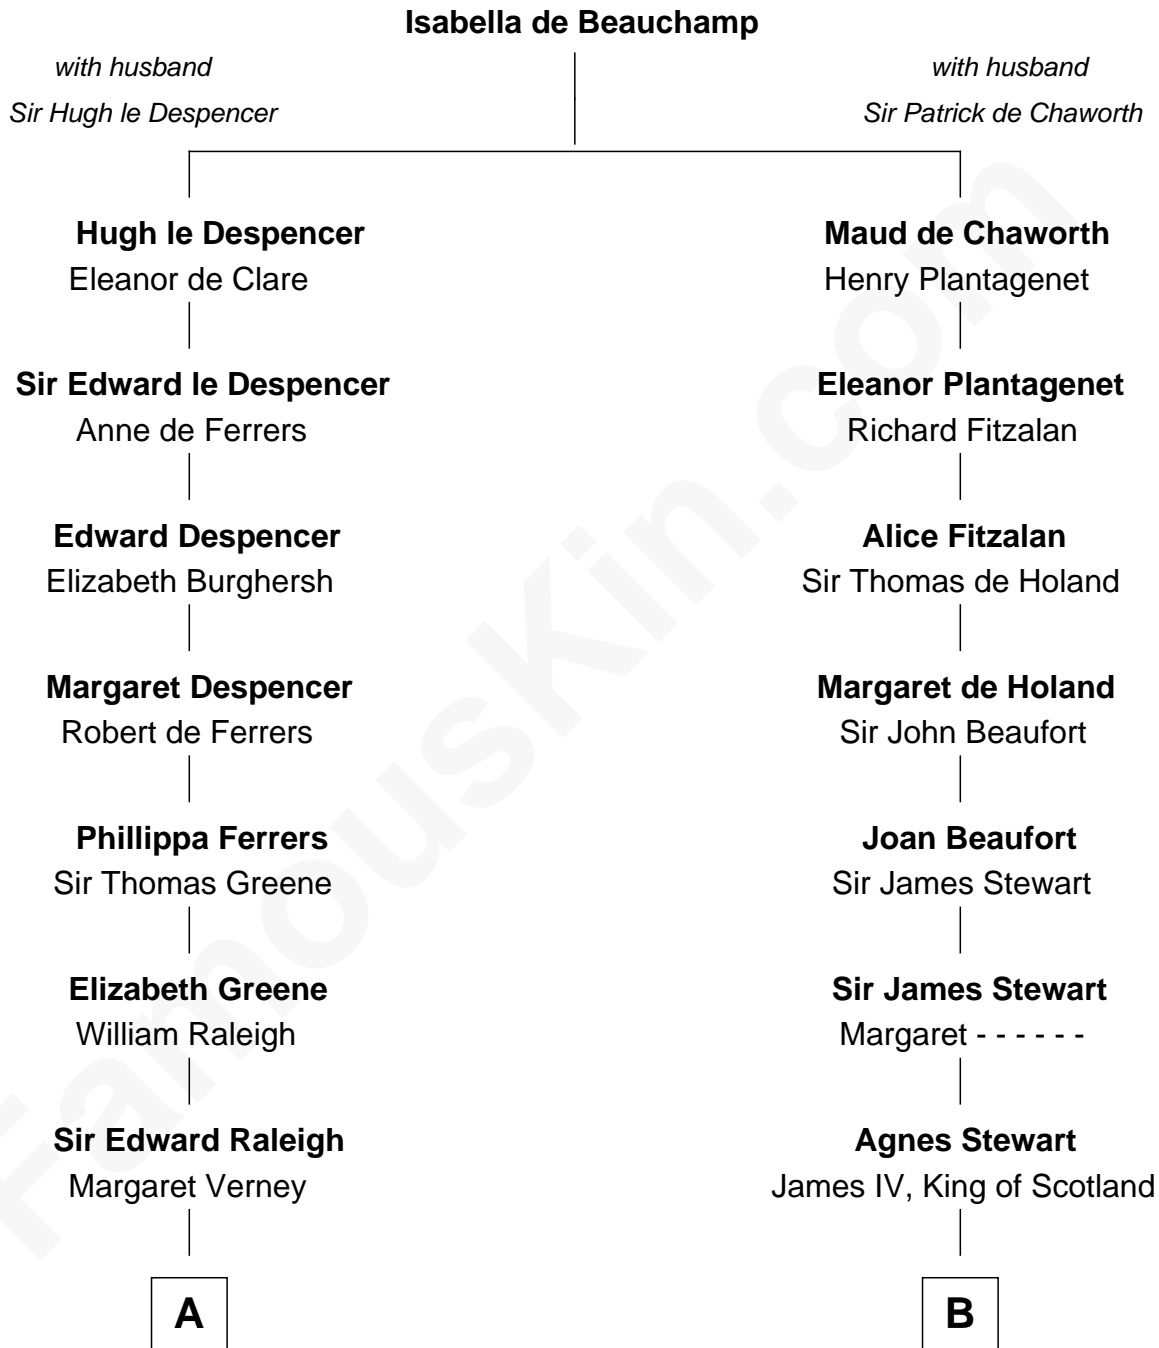 Isabella de Beauchamp
with husband
Sir Hugh le Despencer
with husband
Sir Patrick de Chaworth
Hugh le Despencer
Eleanor de Clare
Maud de Chaworth
Henry Plantagenet
Sir Edward le Despencer
Anne de Ferrers
Eleanor Plantagenet
Richard Fitzalan
Edward Despencer
Elizabeth Burghersh
Alice Fitzalan
Sir Thomas de Holand
Margaret Despencer
Robert de Ferrers
Margaret de Holand
Sir John Beaufort
Phillippa Ferrers
Sir Thomas Greene
Joan Beaufort
Sir James Stewart
Elizabeth Greene
William Raleigh
Sir James Stewart
Margaret - - - - - -
Sir Edward Raleigh
Margaret Verney
Agnes Stewart
James IV, King of Scotland
A
B
FamousKin.com